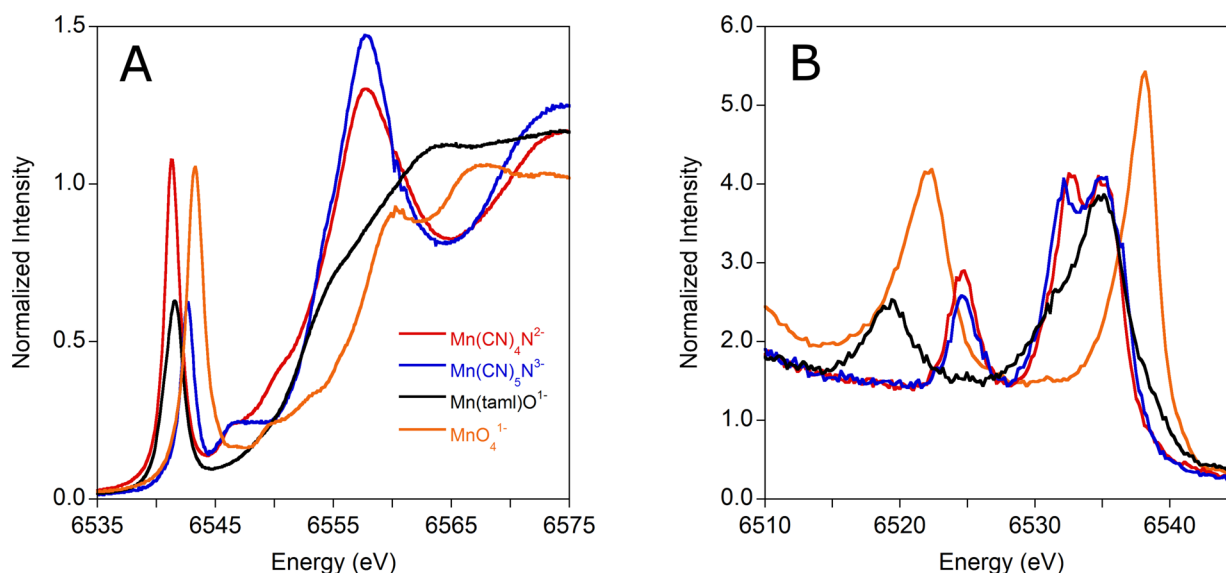 A
1.5
1.0
0.5
0.0
Normalized Intensity
6535 6545 6555 6565 6575
Energy (eV)
Mn(CN)₄N²⁻
Mn(CN)₅N³⁻
Mn(taml)O¹⁻
MnO₄¹⁻
B
6.0
5.0
4.0
3.0
2.0
1.0
0.0
Normalized Intensity
6510 6520 6530 6540
Energy (eV)